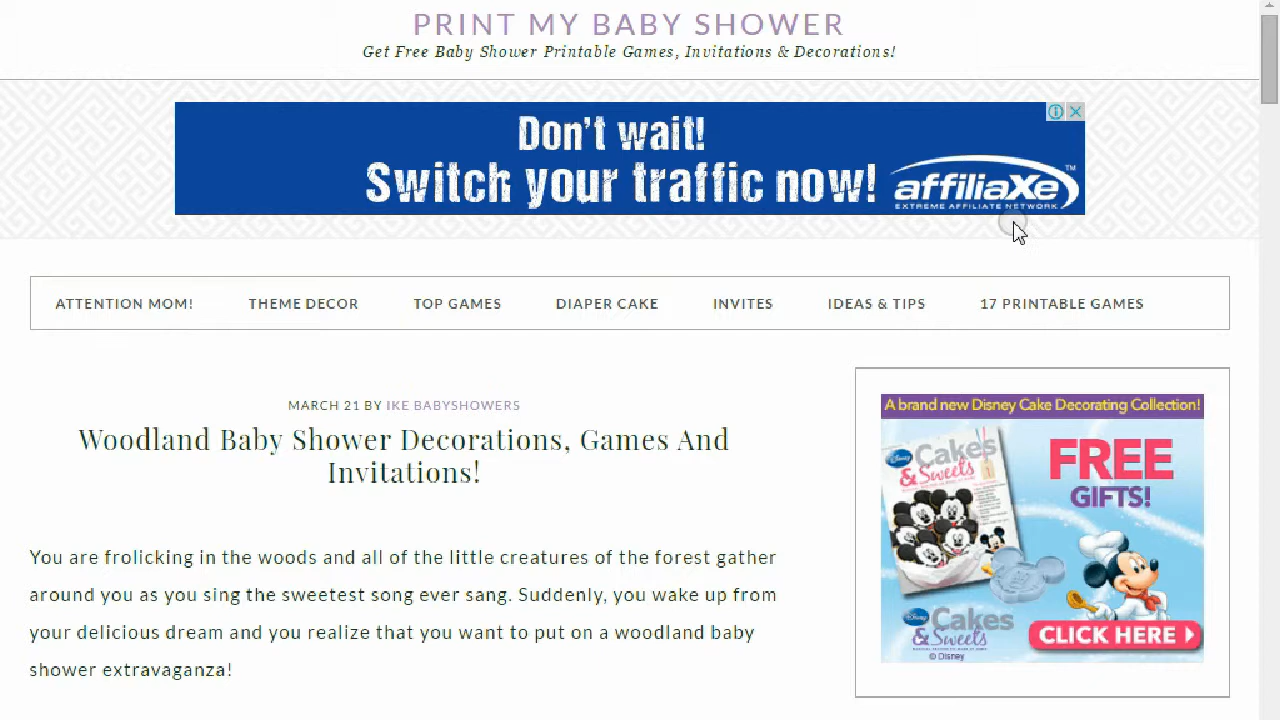 PRINT MY BABY SHOWER
Get Free Baby Shower Printable Games, Invitations & Decorations!
Don't wait!
Switch your traffic now!
affiliaXe™
EXTREME AFFILIATE NETWORK
ATTENTION MOM! THEME DECOR TOP GAMES DIAPER CAKE INVITES IDEAS & TIPS 17 PRINTABLE GAMES
MARCH 21 BY IKE BABYSHOWERS
Woodland Baby Shower Decorations, Games And
Invitations!
You are frolicking in the woods and all of the little creatures of the forest gather
around you as you sing the sweetest song ever sang. Suddenly, you wake up from
your delicious dream and you realize that you want to put on a woodland baby
shower extravaganza!
A brand new Disney Cake Decorating Collection!
Disney
Cakes
& Sweets
FREE
GIFTS!
Disney
Cakes
& Sweets
© Disney
CLICK HERE